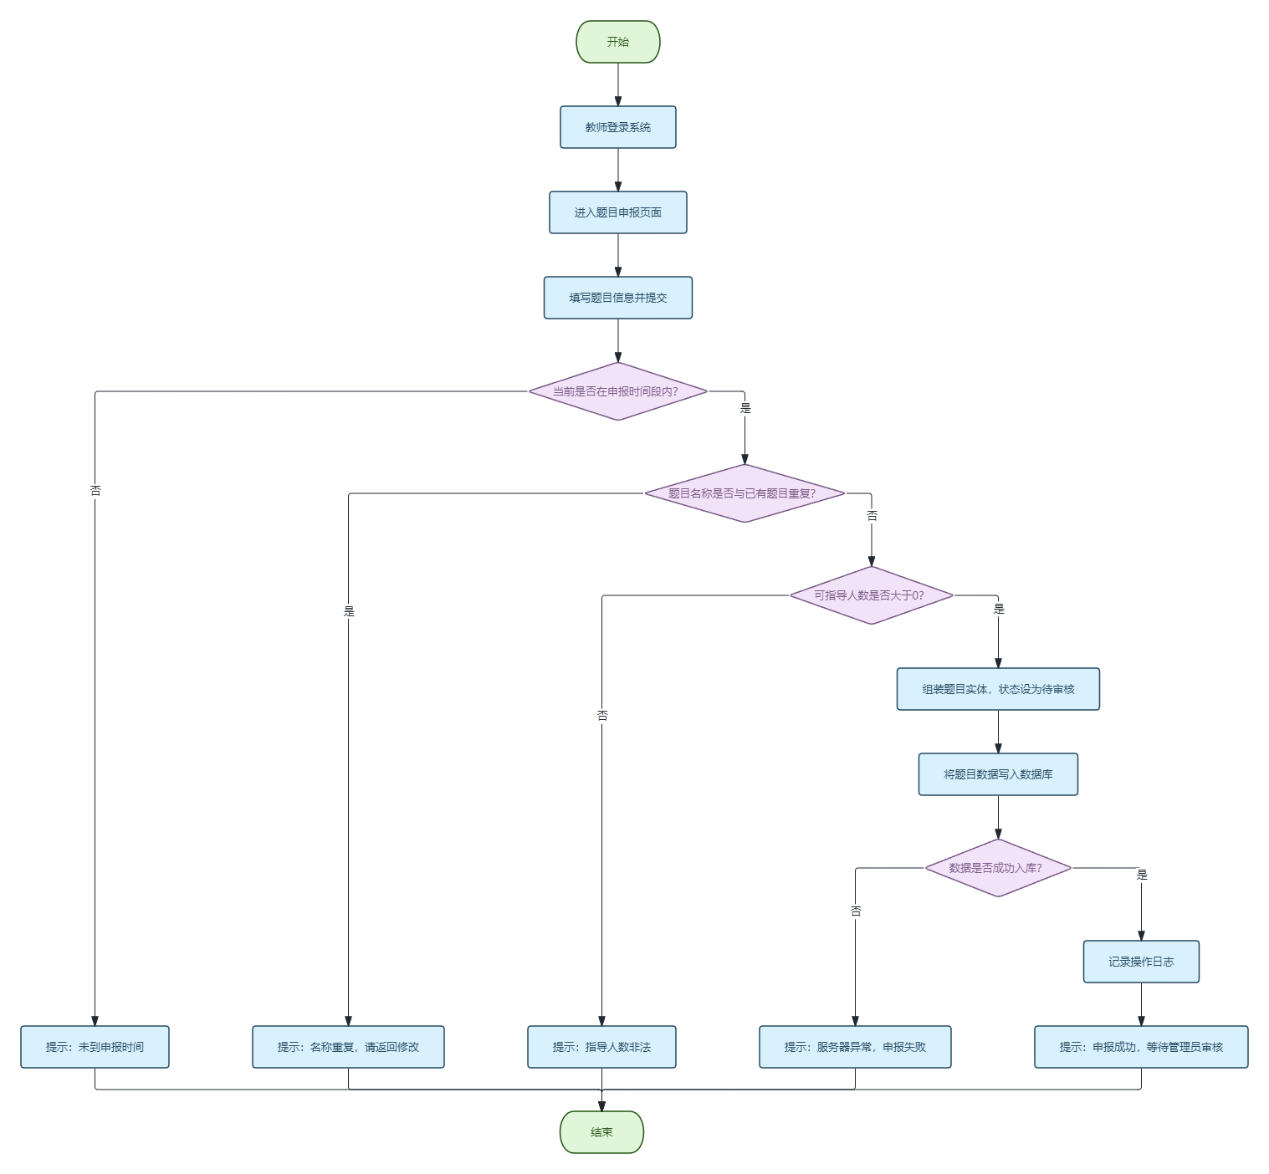 开始
教师登录系统
进入题目申报页面
填写题目信息并提交
当前是否在申报时间段内?
是
否
题目名称是否与已有题目重复?
否
是
可指导人数是否大于0?
是
否
组装题目实体，状态设为待审核
将题目数据写入数据库
数据是否成功入库?
是
否
记录操作日志
提示：未到申报时间
提示：名称重复，请返回修改
提示：指导人数非法
提示：服务器异常，申报失败
提示：申报成功，等待管理员审核
结束